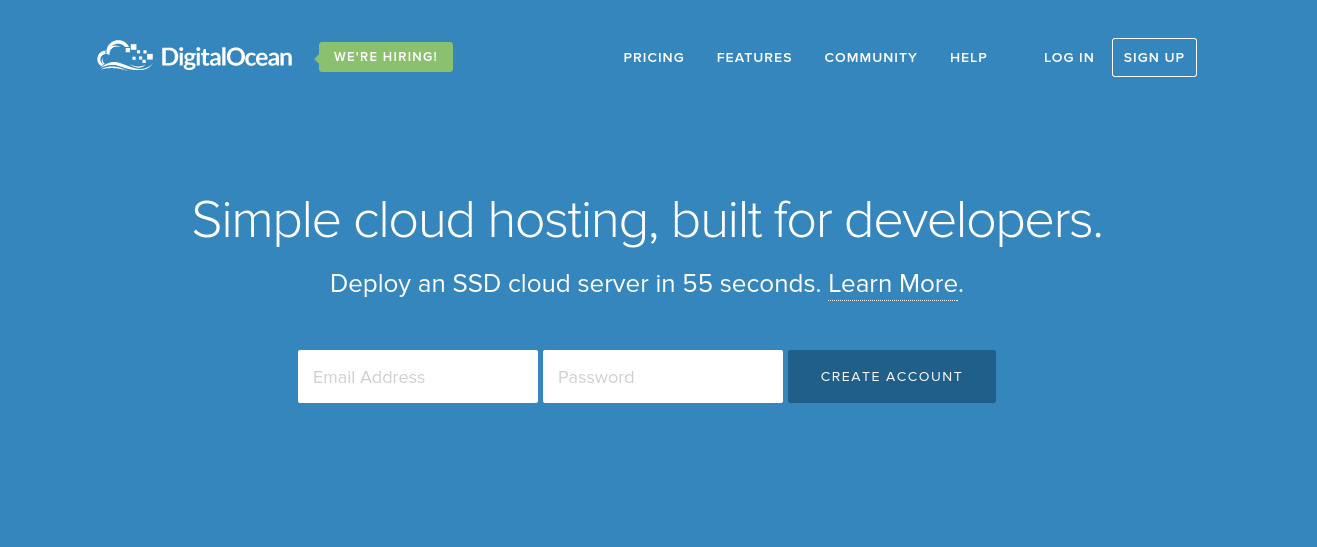 DigitalOcean
WE'RE HIRING!
PRICING FEATURES COMMUNITY HELP LOG IN SIGN UP
Simple cloud hosting, built for developers.
Deploy an SSD cloud server in 55 seconds. Learn More.
Email Address Password CREATE ACCOUNT